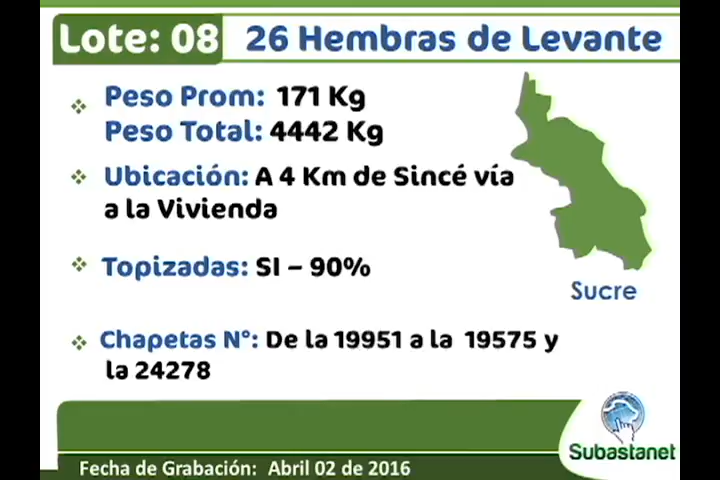 Lote: 08
26 Hembras de Levante
Peso Prom: 171 Kg
Peso Total: 4442 Kg
Ubicación: A 4 Km de Sincé vía
a la Vivienda
Topizadas: SI – 90%
Sucre
Chapetas N°: De la 19951 a la 19575 y
la 24278
Subastanet
Fecha de Grabación: Abril 02 de 2016